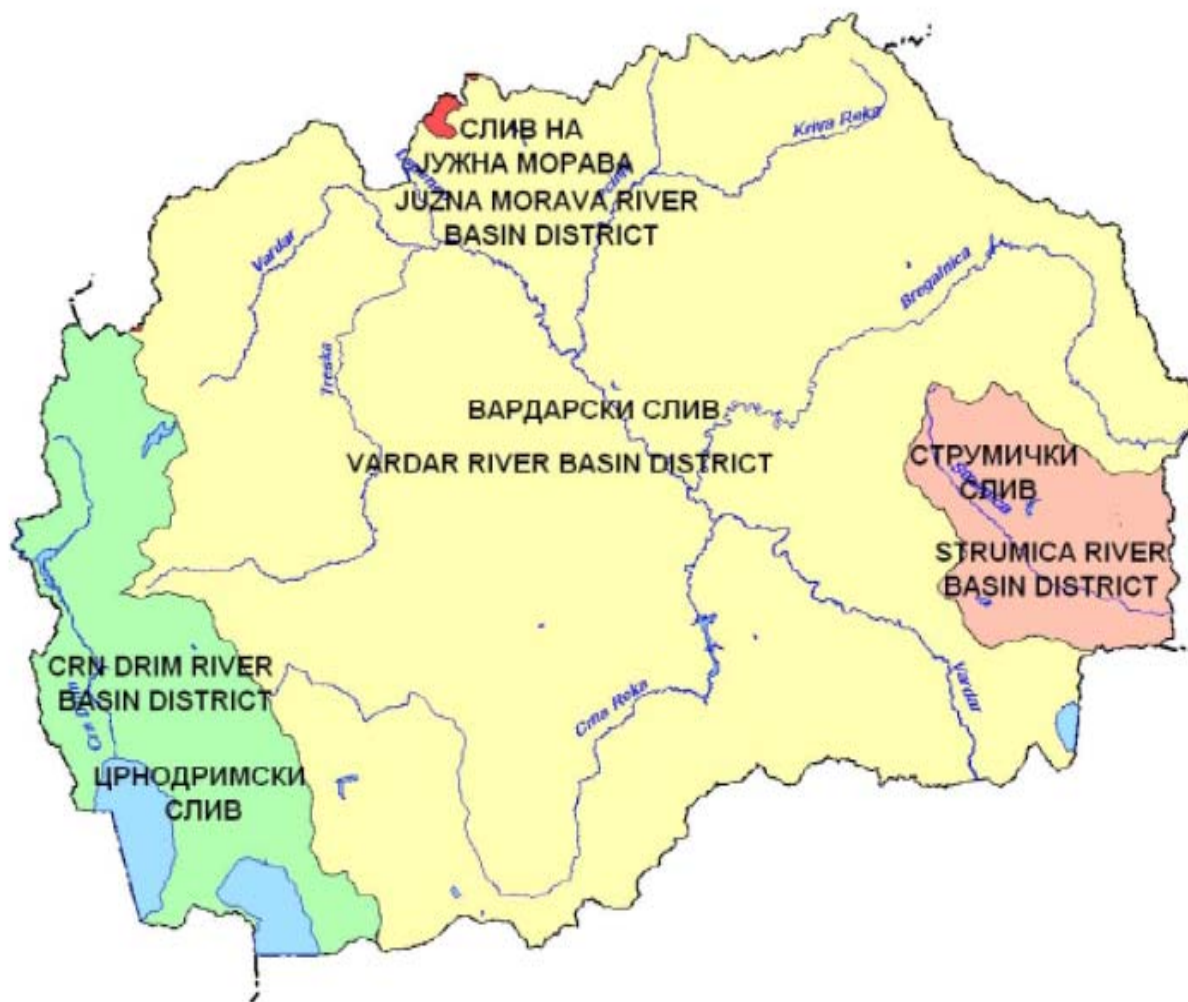 СЛИВ НА
ЈУЖНА МОРАВА
JUZNA MORAVA RIVER
BASIN DISTRICT
Kriva Reka
Vardar
Bregalnica
Treska
ВАРДАРСКИ СЛИВ
VARDAR RIVER BASIN DISTRICT
СТРУМИЧКИ
СЛИВ
STRUMICA RIVER
BASIN DISTRICT
CRN DRIM RIVER
BASIN DISTRICT
Crna Reka
Vardar
ЦРНОДРИМСКИ
СЛИВ